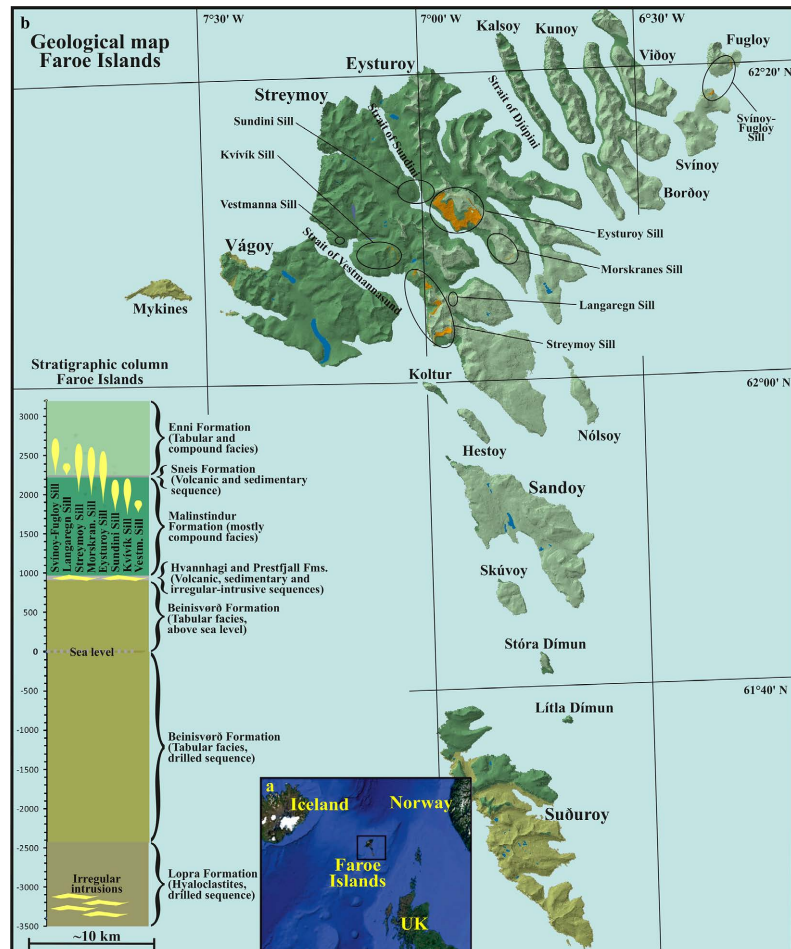 b
Geological map
Faroe Islands
7°30' W
7°00' W
6°30' W
62°20' N
62°00' N
61°40' N
Kalsoy
Kunoy
Viðoy
Fugloy
Eysturoy
Streymoy
Strait of Sundini
Strait of Djúpini
Svínoy-
Fugloy
Sill
Svínoy
Borðoy
Sundini Sill
Kvívík Sill
Vestmanna Sill
Strait of Vestmannasund
Vágoy
Mykines
Eysturoy Sill
Morskranes Sill
Langaregn Sill
Streymoy Sill
Koltur
Hestoy
Nólsoy
Sandoy
Skúvoy
Stóra Dímun
Lítla Dímun
Suðuroy
Stratigraphic column
Faroe Islands
3000
2500
2000
1500
1000
500
0
-500
-1000
-1500
-2000
-2500
-3000
-3500
Svínoy-Fugloy Sill
Langaregn Sill
Streymoy Sill
Morskran. Sill
Eysturoy Sill
Sundini Sill
Kvívík Sill
Vestm. Sill
Sea level
Irregular
intrusions
~10 km
Enni Formation
(Tabular and
compound facies)
Sneis Formation
(Volcanic and sedimentary
sequence)
Malinstindur
Formation (mostly
compound facies)
Hvannhagi and Prestfjall Fms.
(Volcanic, sedimentary and
irregular-intrusive sequences)
Beinisvørð Formation
(Tabular facies,
above sea level)
Beinisvørð Formation
(Tabular facies,
drilled sequence)
Lopra Formation
(Hyaloclastites,
drilled sequence)
a
Iceland
Norway
Faroe
Islands
UK